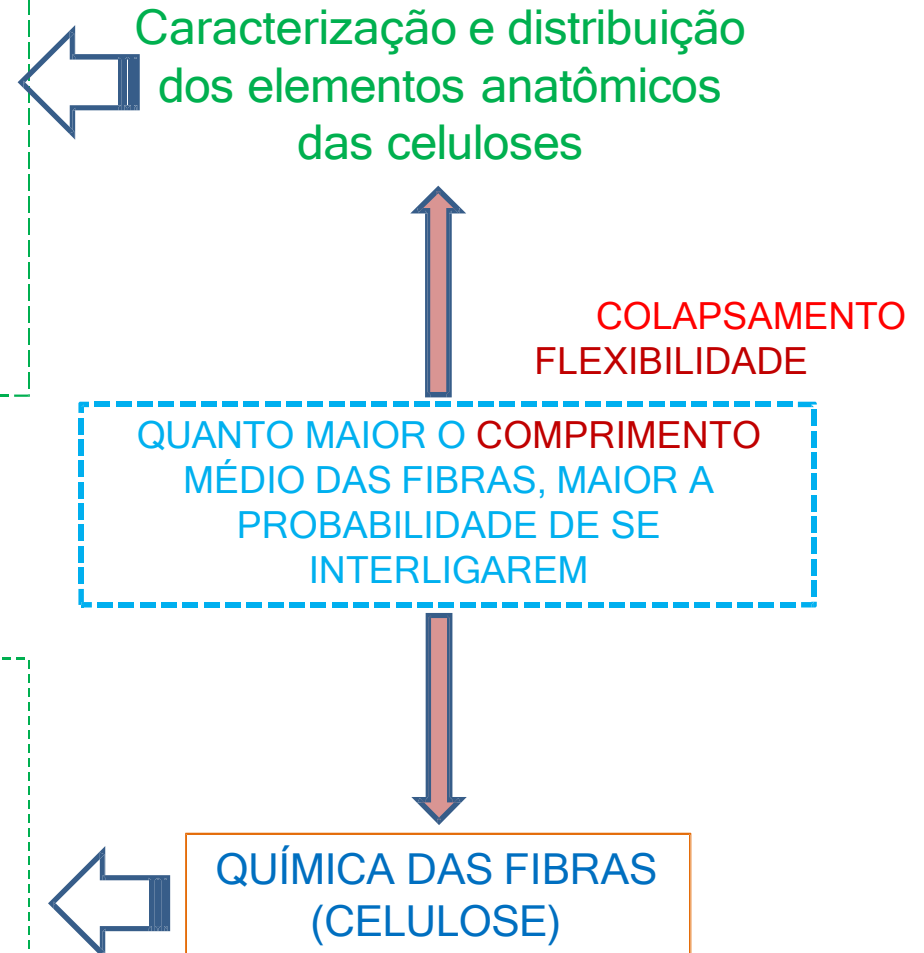 Caracterização e distribuição
dos elementos anatômicos
das celuloses
COLAPSAMENTO
FLEXIBILIDADE
QUANTO MAIOR O COMPRIMENTO
MÉDIO DAS FIBRAS, MAIOR A
PROBABILIDADE DE SE
INTERLIGAREM
QUÍMICA DAS FIBRAS
(CELULOSE)